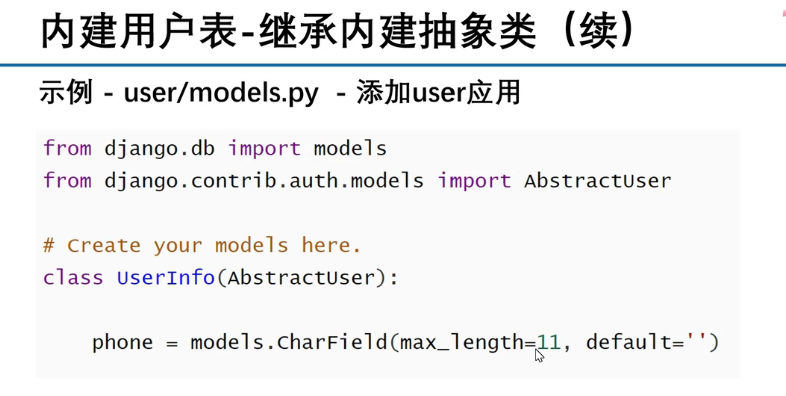 内建用户表-继承内建抽象类（续）
示例 - user/models.py - 添加user应用
from django.db import models
from django.contrib.auth.models import AbstractUser
# Create your models here.
class UserInfo(AbstractUser):
phone = models.CharField(max_length=11, default='')